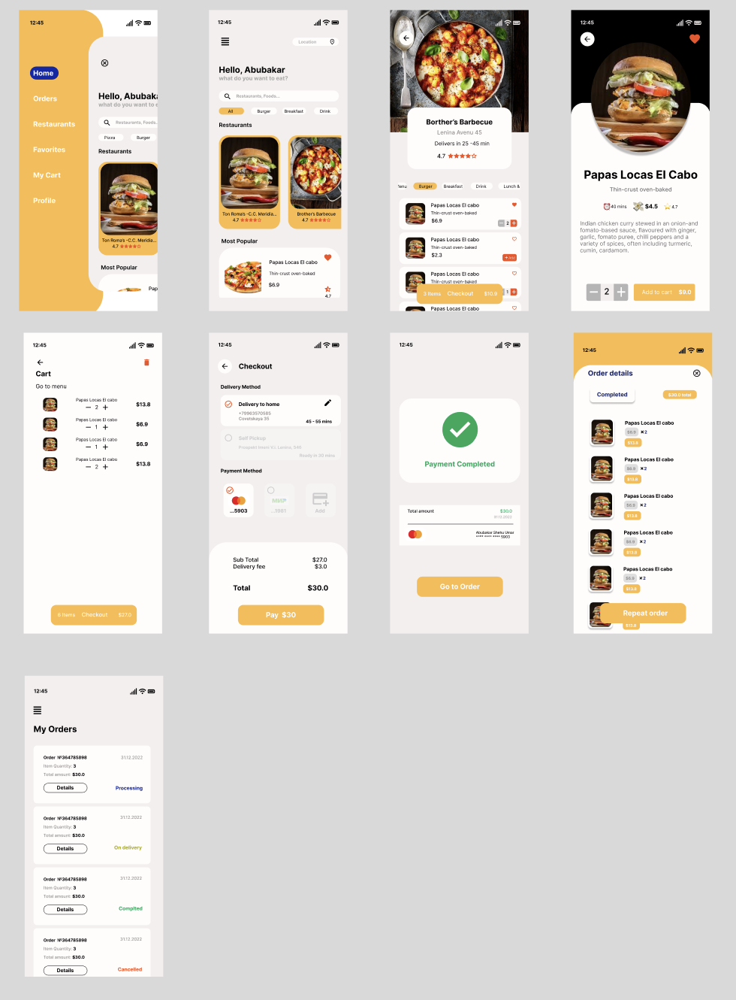 12:45
Home
Orders
Restaurants
Favorites
My Cart
Profile
Hello, Abubaka
what do you want to e
Restaurants, Foods..
Pizza
Burger
Restaurants
Ton Roma's -C.C. Meridia...
4.7
Most Popular
Pap
12:45
Location
Hello, Abubakar
what do you want to eat?
Restaurants, Foods...
All
Burger
Breakfast
Drink
Restaurants
Ton Roma's -C.C. Meridia...
4.7
Brother's Barbecue
4.7
Most Popular
Papas Locas El cabo
Thin-crust oven-baked
$6.9
4.7
12:45
Borther's Barbecue
Lenina Avenu 45
Delivers in 25 -45 min
4.7
Menu
Burger
Breakfast
Drink
Lunch &
Papas Locas El cabo
Thin-crust oven-baked
$6.9
2
Papas Locas El cabo
Thin-crust oven-baked
$2.3
+ add
Papas Locas El cabo
Thin-crust oven-baked
1
3 Items Checkout $10.9
Papas Locas El cabo
12:45
Papas Locas El Cabo
Thin-crust oven-baked
40 mins
$4.5
4.7
Indian chicken curry stewed in an onion-and
fomato-based sauce, flavoured with ginger,
garlic, fomato puree, chilli peppers and a
variety of spices, often including turmeric,
cumin, cardamom.
2
Add to cart $9.0
12:45
Cart
Go to menu
Papas Locas El cabo
2
$13.8
Papas Locas El cabo
1
$6.9
Papas Locas El cabo
1
$6.9
Papas Locas El cabo
2
$13.8
6 Items Checkout $27.0
12:45
Checkout
Delivery Method
Delivery to home
+79963570585
Covetskaya 35
45 - 55 mins
Self Pickup
Prospekt Imeni V.I. Lenina, 54б
Ready in 30 mins
Payment Method
...5903
МИР
...3981
Add
Sub Total $27.0
Delivery fee $3.0
Total $30.0
Pay $30
12:45
Payment Completed
Total amount $30.0
31.12.2022
Abubakar Shehu Umar
**** **** **** 5903
Go to Order
12:45
Order details
Completed
$30.0 total
Papas Locas El cabo
$6.9 ×2
$13.8
Papas Locas El cabo
$6.9 ×2
$13.8
Papas Locas El cabo
$6.9 ×2
$13.8
Papas Locas El cabo
$6.9 ×2
$13.8
Papas Locas El cabo
$6.9 ×2
$13.8
Repeat order
$13.8
12:45
My Orders
Order №364785898
31.12.2022
Item Quantity: 3
Total amount: $30.0
Details
Processing
Order №364785898
31.12.2022
Item Quantity: 3
Total amount: $30.0
Details
On delivery
Order №364785898
31.12.2022
Item Quantity: 3
Total amount: $30.0
Details
Complted
Order №364785898
31.12.2022
Item Quantity: 3
Total amount: $30.0
Details
Cancelled